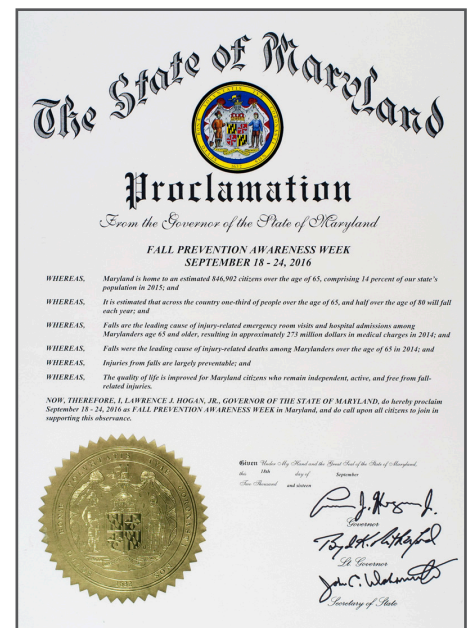 The State of Maryland
Proclamation
From the Governor of the State of Maryland
FALL PREVENTION AWARENESS WEEK
SEPTEMBER 18 - 24, 2016
WHEREAS, Maryland is home to an estimated 846,902 citizens over the age of 65, comprising 14 percent of our state's
population in 2015; and
WHEREAS, It is estimated that across the country one-third of people over the age of 65, and half over the age of 80 will fall
each year; and
WHEREAS, Falls are the leading cause of injury-related emergency room visits and hospital admissions among
Marylanders age 65 and older, resulting in approximately 273 million dollars in medical charges in 2014; and
WHEREAS, Falls were the leading cause of injury-related deaths among Marylanders over the age of 65 in 2014; and
WHEREAS, Injuries from falls are largely preventable; and
WHEREAS, The quality of life is improved for Maryland citizens who remain independent, active, and free from fall-
related injuries.
NOW, THEREFORE, I, LAWRENCE J. HOGAN, JR., GOVERNOR OF THE STATE OF MARYLAND, do hereby proclaim
September 18 - 24, 2016 as FALL PREVENTION AWARENESS WEEK in Maryland, and do call upon all citizens to join in
supporting this observance.
Given Under My Hand and the Great Seal of the State of Maryland,
this 18th day of September
Two Thousand and sixteen
Governor
Lt. Governor
Secretary of State